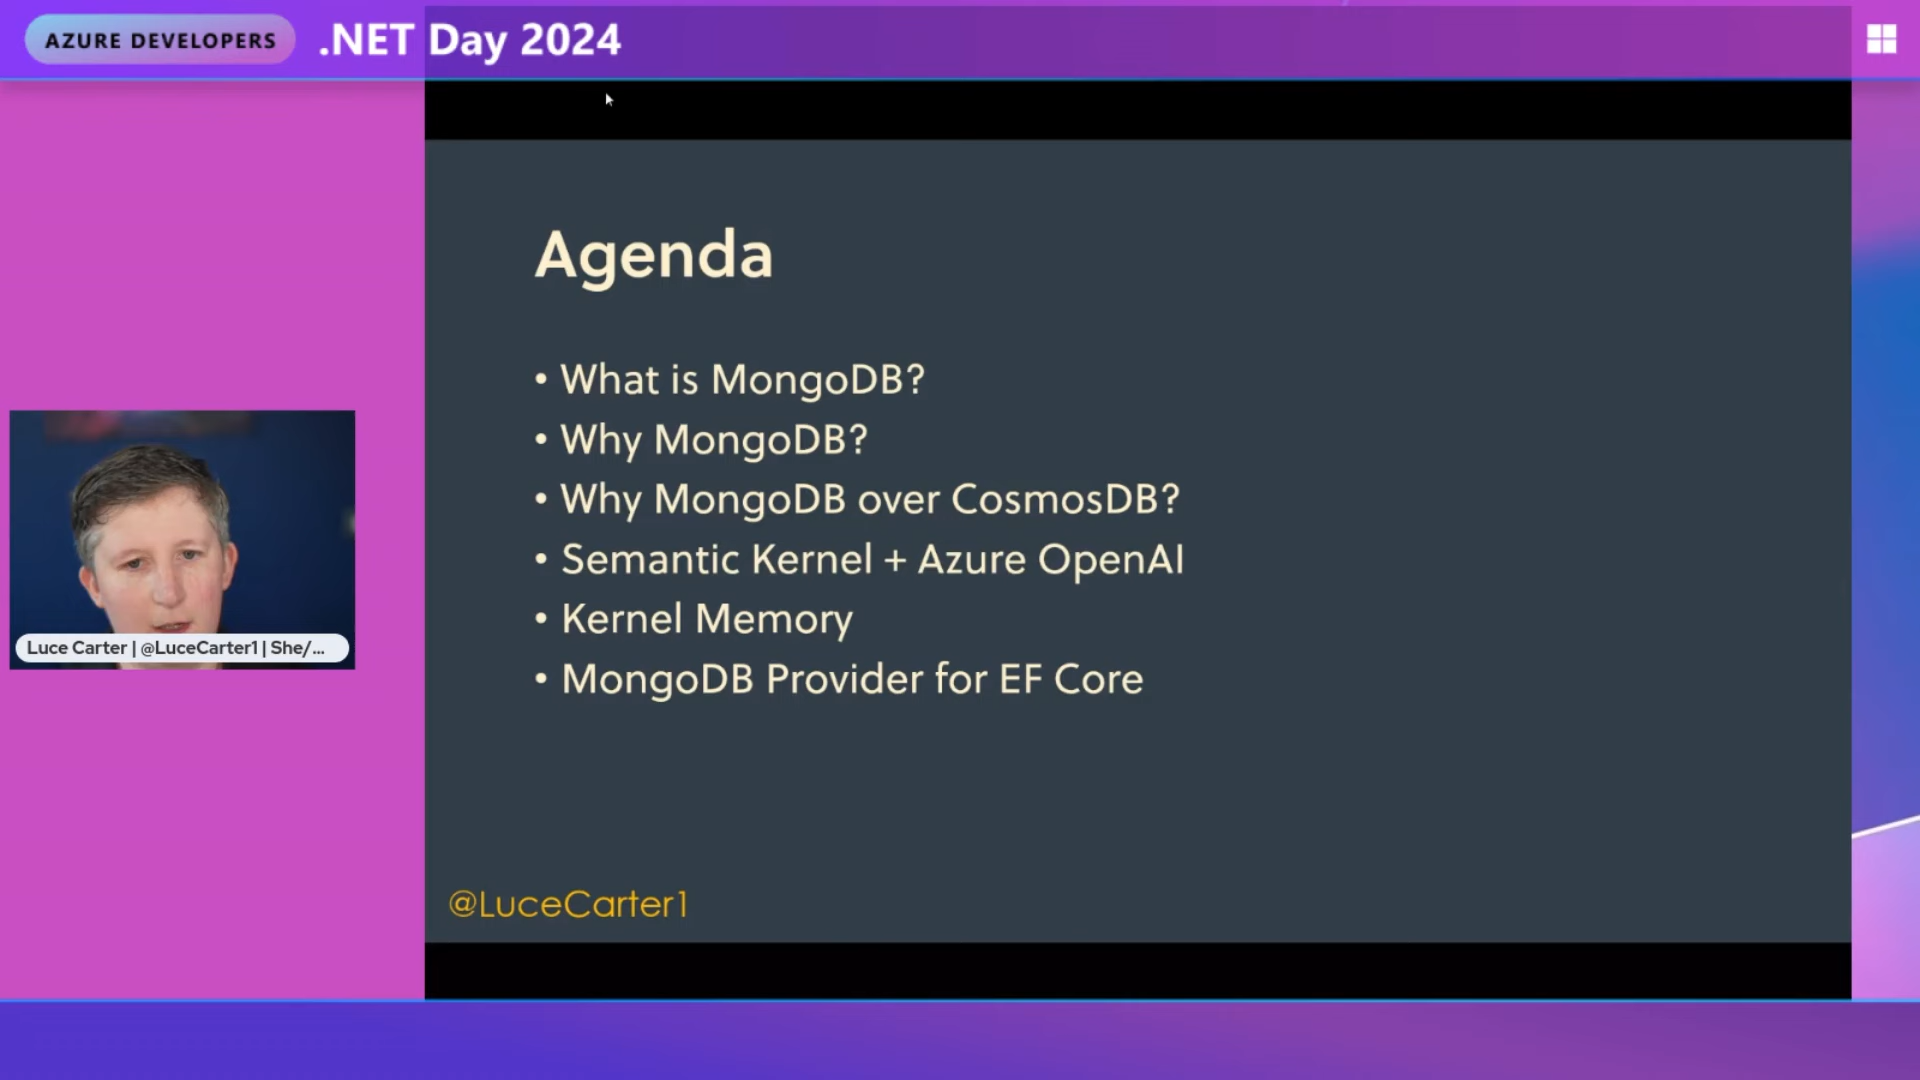 AZURE DEVELOPERS
.NET Day 2024
Agenda
• What is MongoDB?
• Why MongoDB?
• Why MongoDB over CosmosDB?
• Semantic Kernel + Azure OpenAI
• Kernel Memory
• MongoDB Provider for EF Core
Luce Carter | @LuceCarter1 | She/...
@LuceCarter1